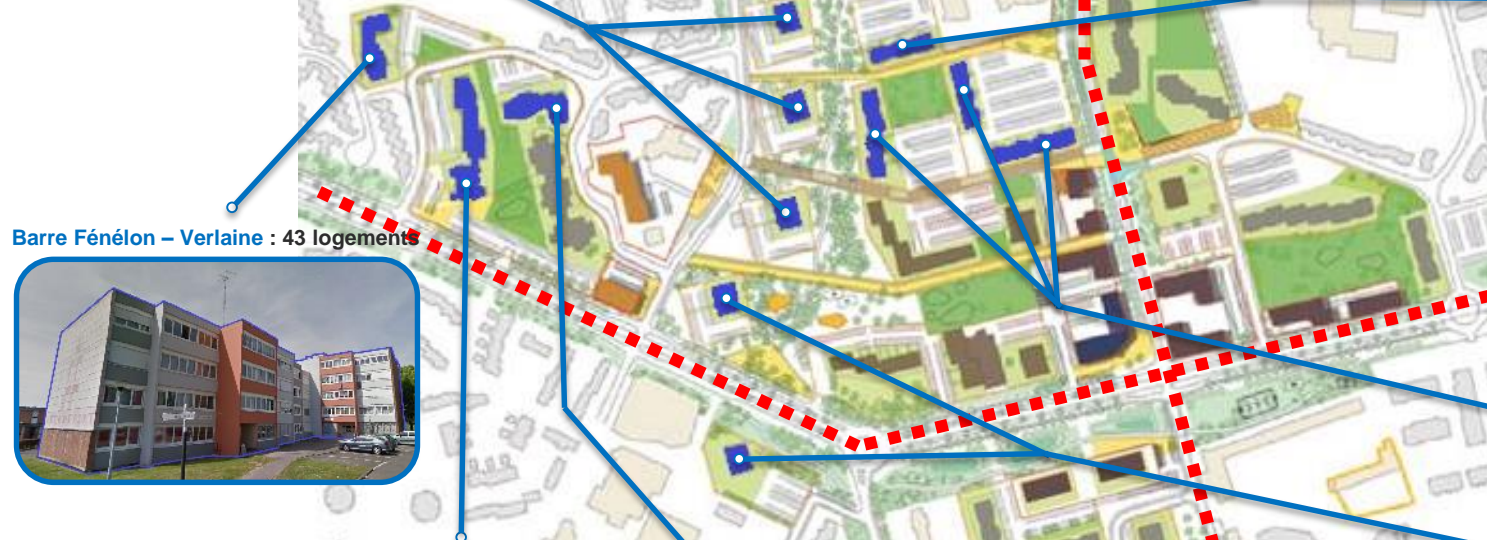 Barre Fénélon – Verlaine : 43 logements